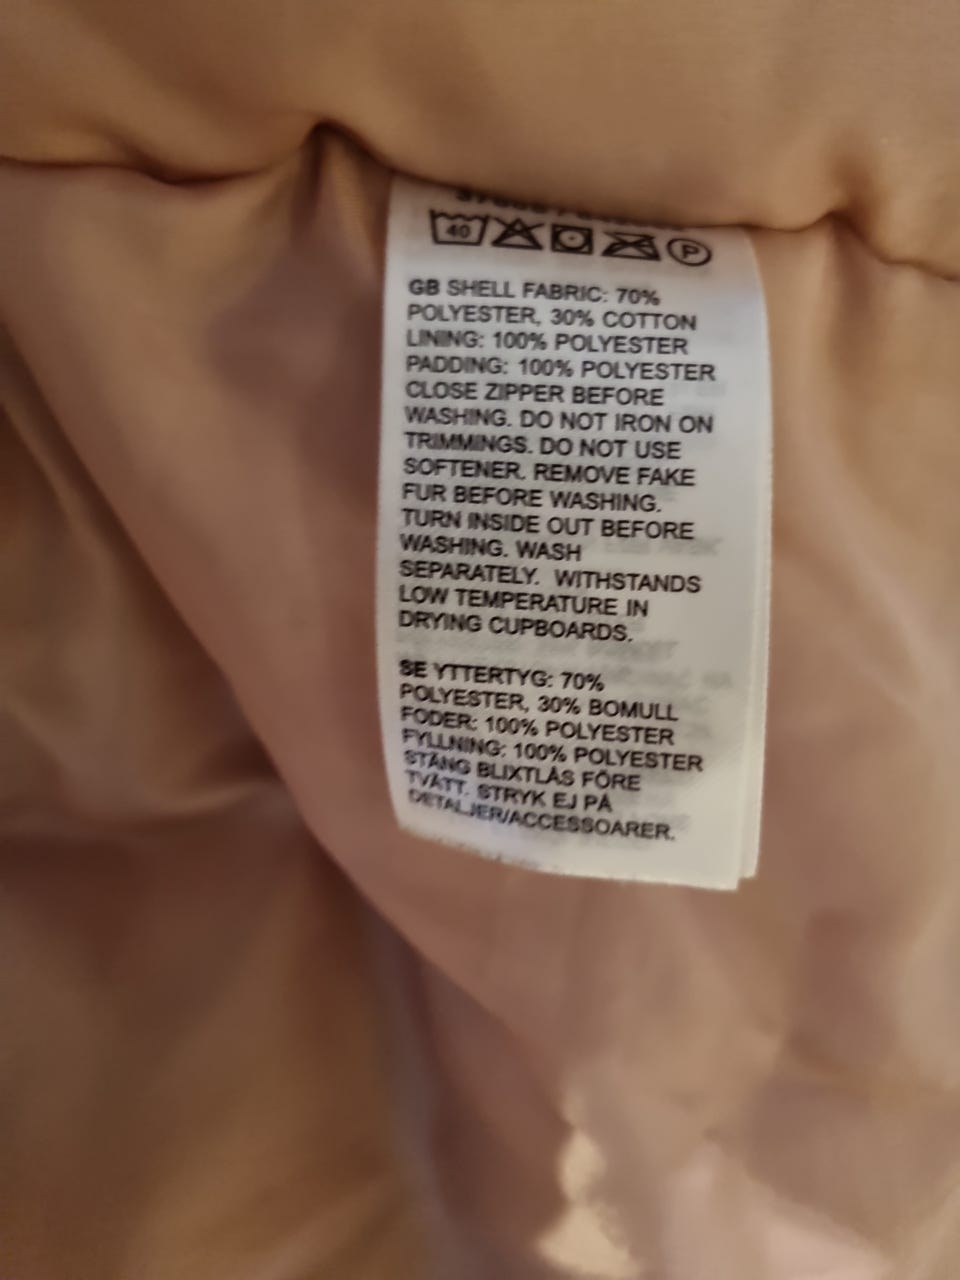 40 P
GB SHELL FABRIC: 70%
POLYESTER, 30% COTTON
LINING: 100% POLYESTER
PADDING: 100% POLYESTER
CLOSE ZIPPER BEFORE
WASHING. DO NOT IRON ON
TRIMMINGS. DO NOT USE
SOFTENER. REMOVE FAKE
FUR BEFORE WASHING.
TURN INSIDE OUT BEFORE
WASHING. WASH
SEPARATELY. WITHSTANDS
LOW TEMPERATURE IN
DRYING CUPBOARDS.
SE YTTERTYG: 70%
POLYESTER, 30% BOMULL
FODER: 100% POLYESTER
FYLLNING: 100% POLYESTER
STÄNG BLIXTLÅS FÖRE
TVÄTT. STRYK EJ PÅ
DETALJER/ACCESSOARER.